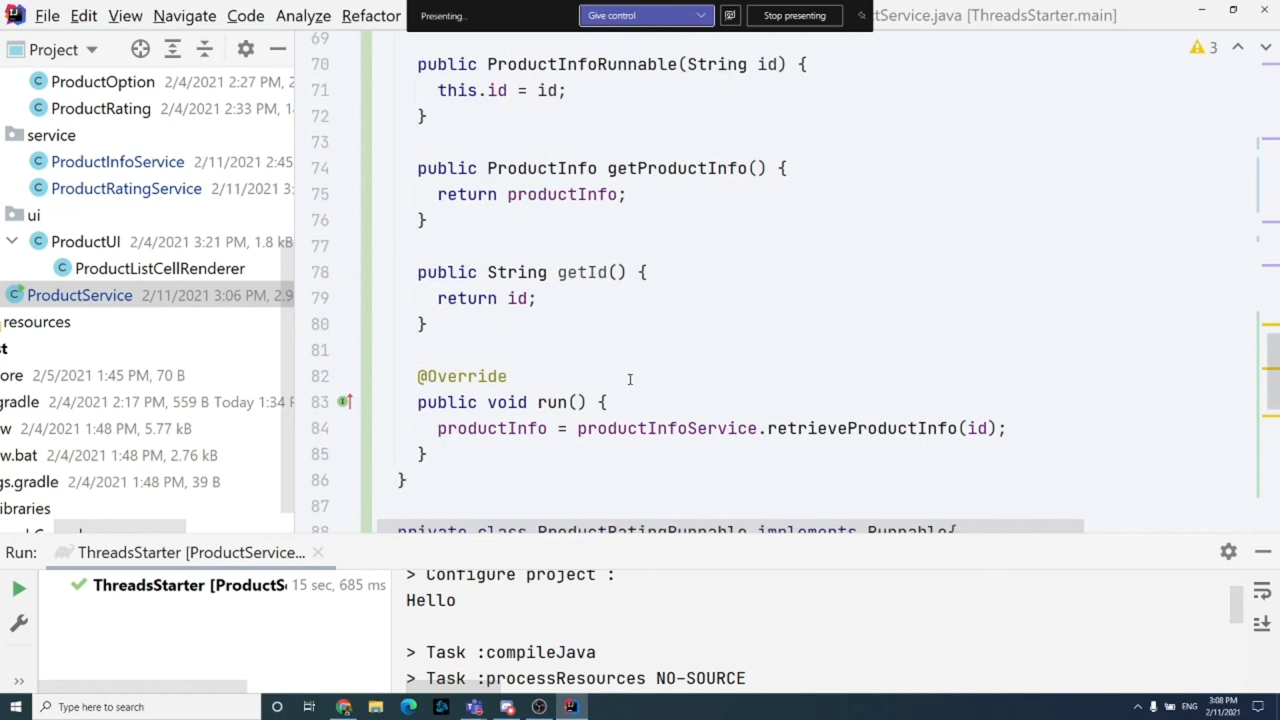 File Edit View Navigate Code Analyze Refactor
Presenting...
Give control
Stop presenting
ctService.java [ThreadsStarter.main]
Project
ProductOption 2/4/2021 2:27 PM, 2
ProductRating 2/4/2021 2:33 PM, 1
service
ProductInfoService 2/11/2021 2:45
ProductRatingService 2/11/2021 3:
ui
ProductUI 2/4/2021 3:21 PM, 1.8 kB
ProductListCellRenderer
ProductService 2/11/2021 3:06 PM, 2.9
resources
t
ore 2/5/2021 1:45 PM, 70 B
gradle 2/4/2021 2:17 PM, 559 B Today 1:34 P
w 2/4/2021 1:48 PM, 5.77 kB
w.bat 2/4/2021 1:48 PM, 2.76 kB
gs.gradle 2/4/2021 1:48 PM, 39 B
ibraries
3
69
70 public ProductInfoRunnable(String id) {
71 this.id = id;
72 }
73
74 public ProductInfo getProductInfo() {
75 return productInfo;
76 }
77
78 public String getId() {
79 return id;
80 }
81
82 @Override
83 public void run() {
84 productInfo = productInfoService.retrieveProductInfo(id);
85 }
86 }
87
88 private class ProductRatingRunnable implements Runnable{
Run: ThreadsStarter [ProductService...
ThreadsStarter [ProductS 15 sec, 685 ms
> Configure project :
Hello
> Task :compileJava
> Task :processResources NO-SOURCE
Type here to search
ENG
3:08 PM
2/11/2021